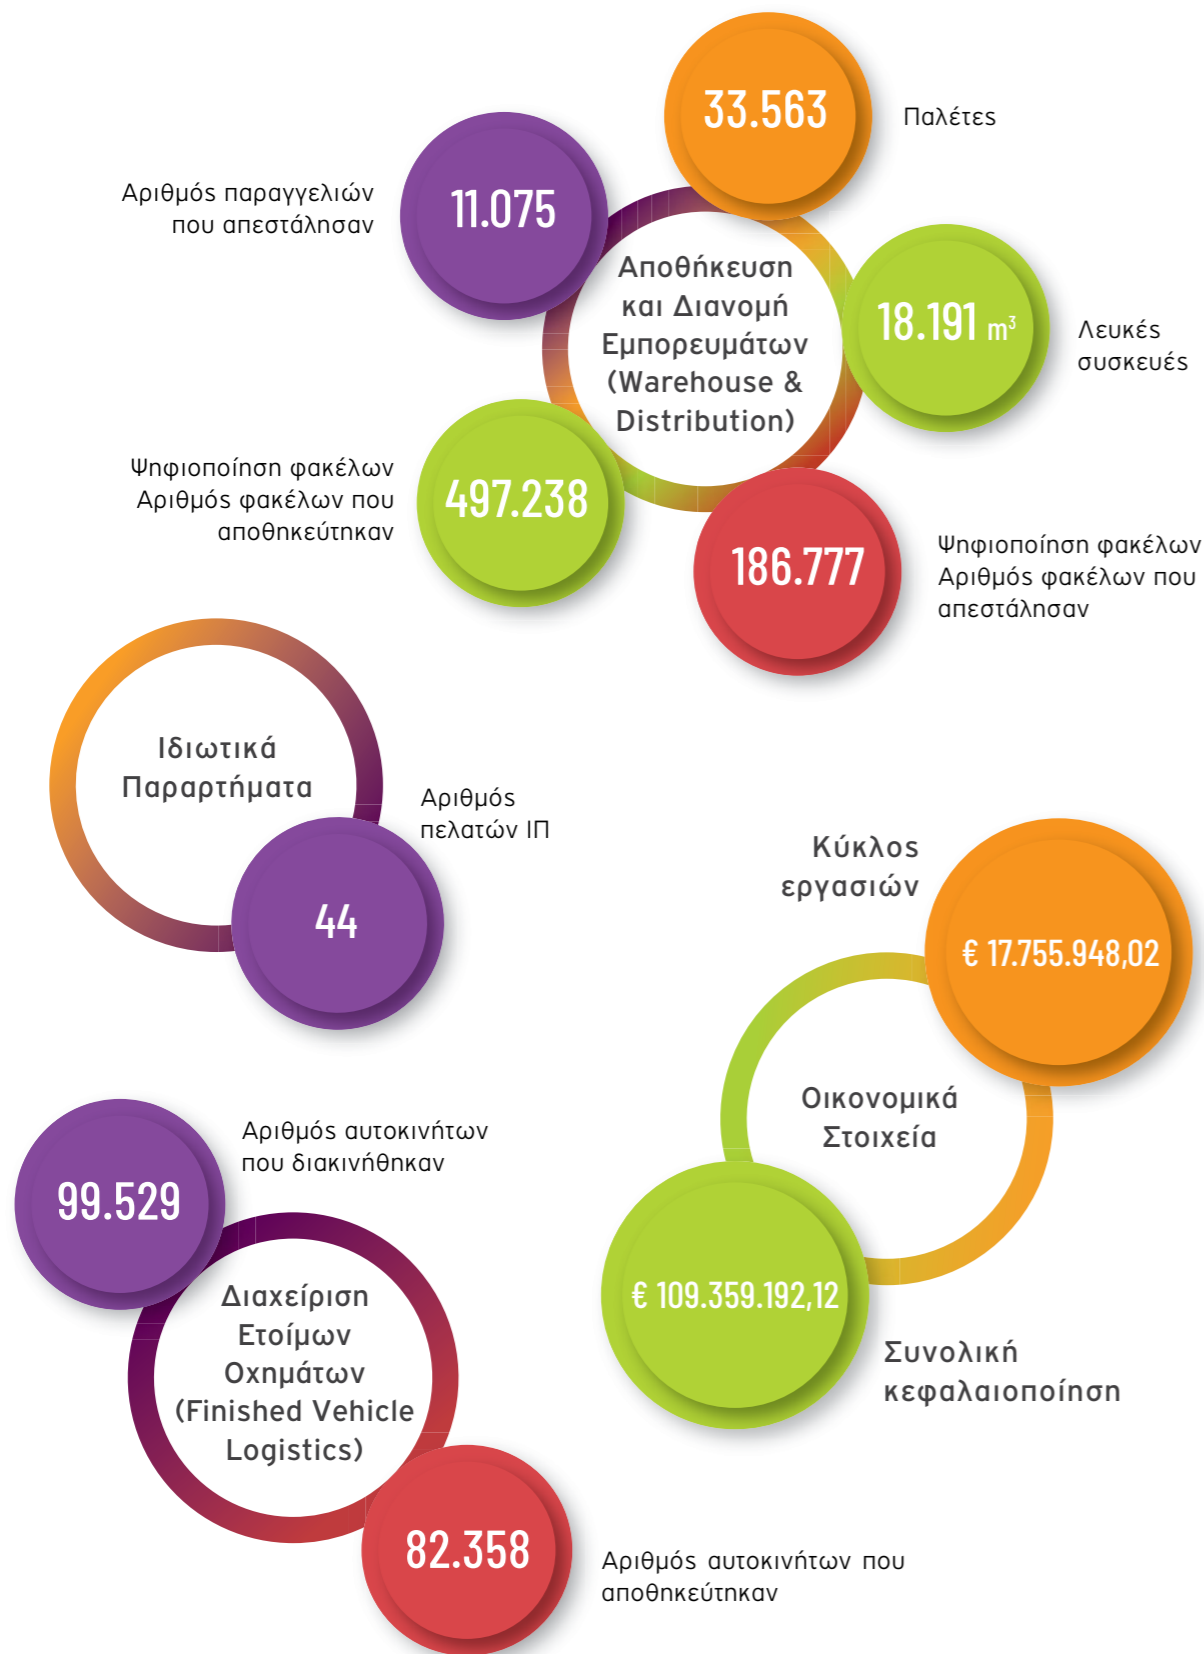 33.563
Παλέτες
11.075
Αριθμός παραγγελιών
που απεστάλησαν
Αποθήκευση
και Διανομή
Εμπορευμάτων
(Warehouse &
Distribution)
18.191 m³
Λευκές
συσκευές
Ψηφιοποίηση φακέλων
Αριθμός φακέλων που
αποθηκεύτηκαν
497.238
186.777
Ψηφιοποίηση φακέλων
Αριθμός φακέλων που
απεστάλησαν
Ιδιωτικά
Παραρτήματα
Αριθμός
πελατών ΙΠ
44
Κύκλος
εργασιών
€ 17.755.948,02
Οικονομικά
Στοιχεία
€ 109.359.192,12
Συνολική
κεφαλαιοποίηση
Αριθμός αυτοκινήτων
που διακινήθηκαν
99.529
Διαχείριση
Ετοίμων
Οχημάτων
(Finished Vehicle
Logistics)
82.358
Αριθμός αυτοκινήτων που
αποθηκεύτηκαν